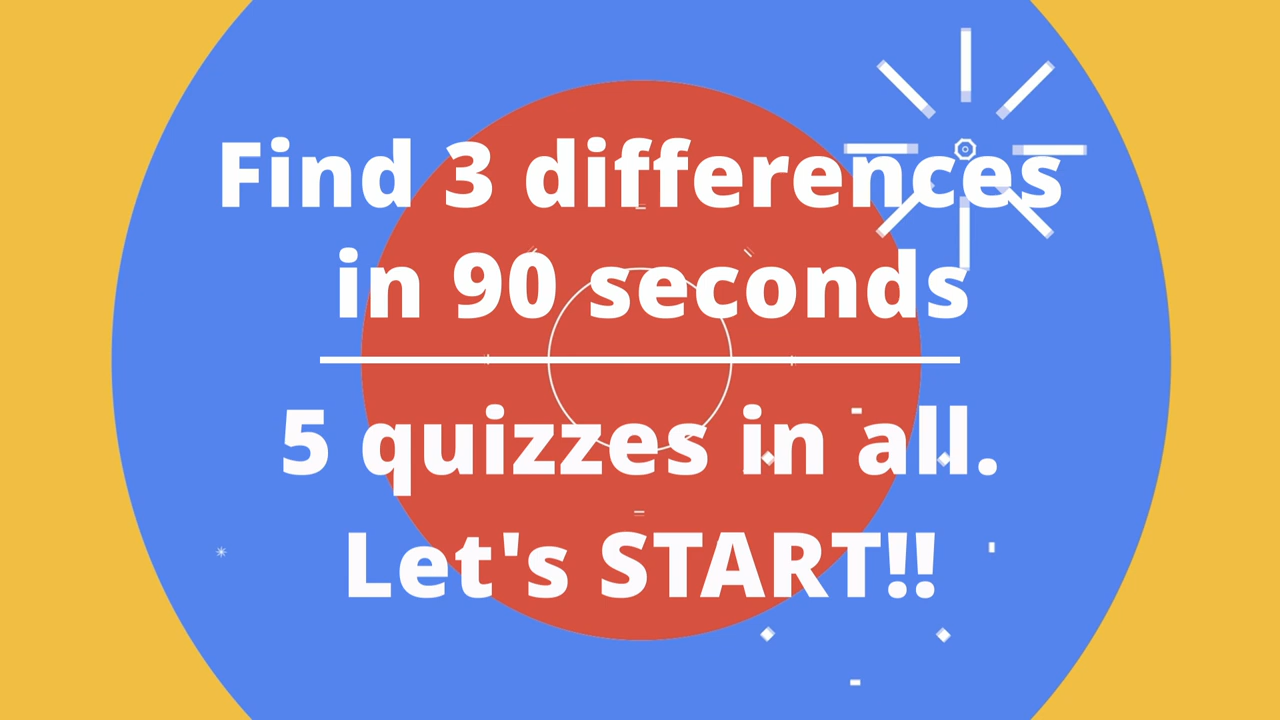 Find 3 differences
in 90 seconds
5 quizzes in all.
Let's START!!